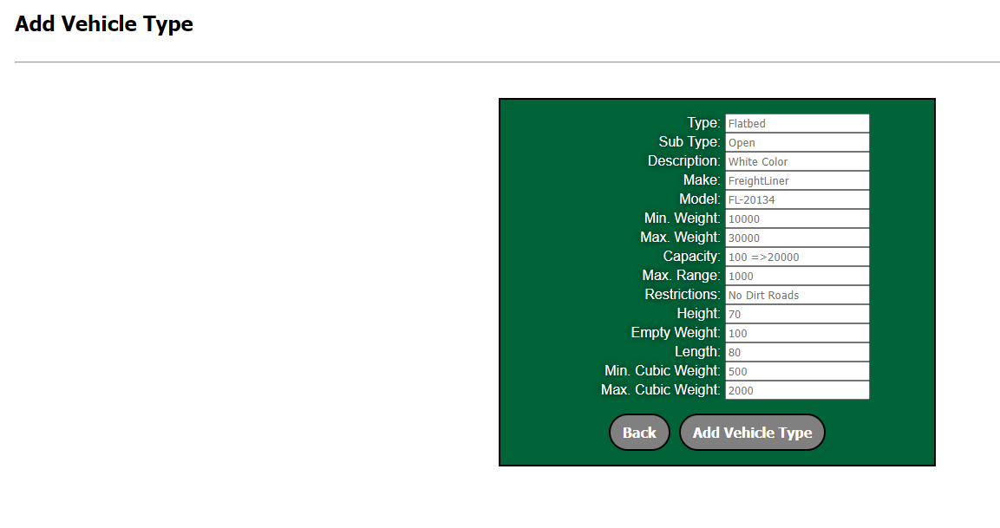 Add Vehicle Type
Type: Flatbed
Sub Type: Open
Description: White Color
Make: FreightLiner
Model: FL-20134
Min. Weight: 10000
Max. Weight: 30000
Capacity: 100 =>20000
Max. Range: 1000
Restrictions: No Dirt Roads
Height: 70
Empty Weight: 100
Length: 80
Min. Cubic Weight: 500
Max. Cubic Weight: 2000
Back Add Vehicle Type